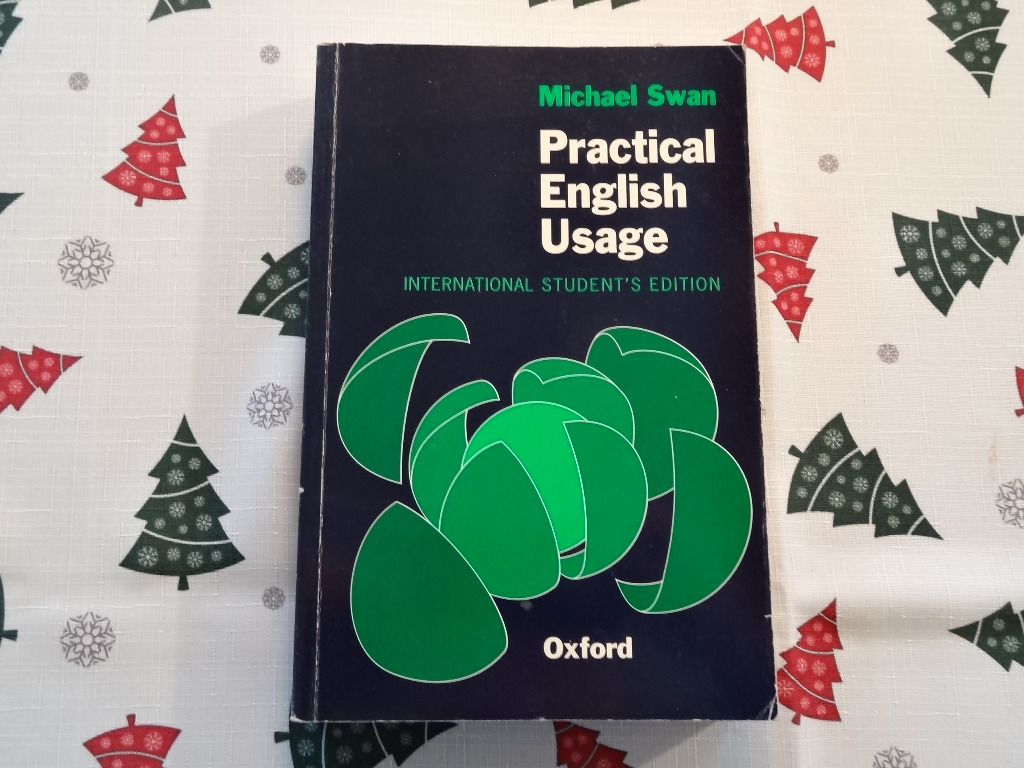 Michael Swan
Practical
English
Usage
INTERNATIONAL STUDENT'S EDITION
Oxford